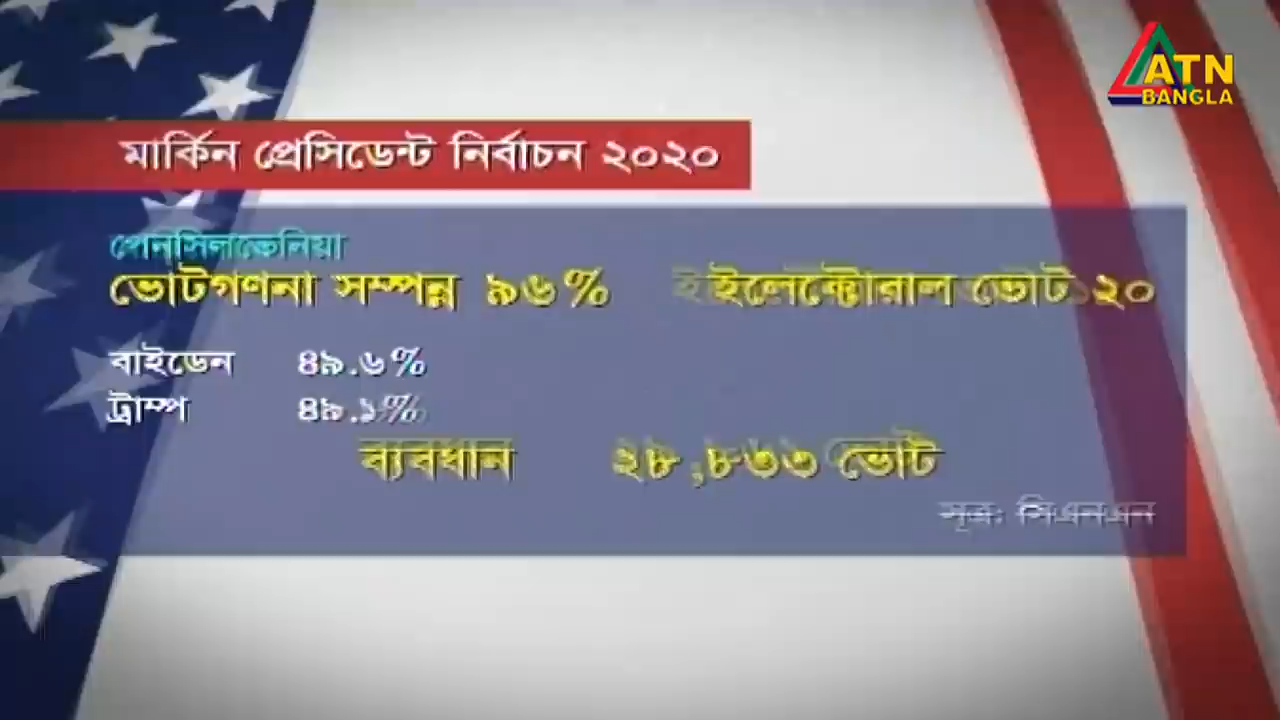 ATN
BANGLA
মার্কিন প্রেসিডেন্ট নির্বাচন ২০২০
পেনসিলভেনিয়া
ভোটগণনা সম্পন্ন ৯৬% ইলেক্টোরাল ভোট ২০
বাইডেন ৪৯.৬%
ট্রাম্প ৪৯.১%
ব্যবধান ২৮,৮৩৩ ভোট
সূত্র: সিএনএন